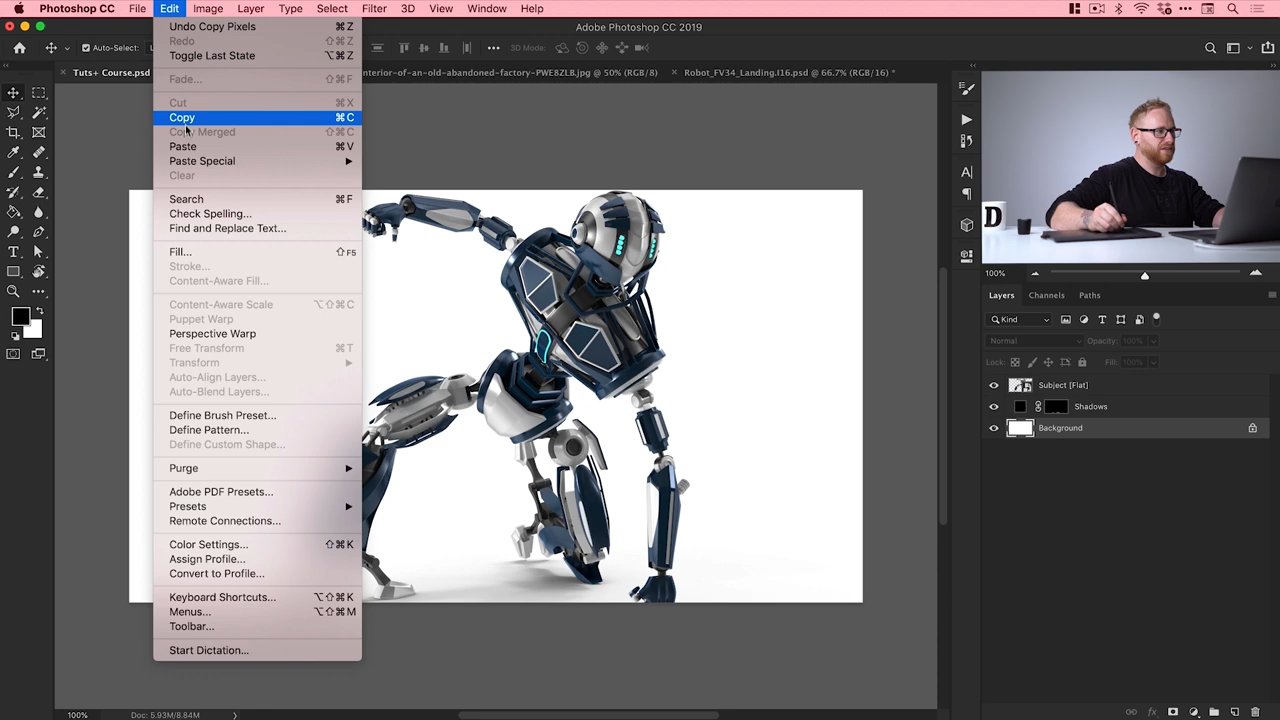 Photoshop CC File Edit Image Layer Type Select Filter 3D View Window Help
Adobe Photoshop CC 2019
Auto-Select: 3D Mode:
Tuts+ Course.psd nterior-of-an-old-abandoned-factory-PWE8ZLB.jpg @ 50% (RGB/8) × Robot_FV34_Landing.I16.psd @ 66.7% (RGB/16) *
Undo Copy Pixels ⌘Z
Redo ⇧⌘Z
Toggle Last State ⌥⌘Z
Fade... ⇧⌘F
Cut ⌘X
Copy ⌘C
Copy Merged ⇧⌘C
Paste ⌘V
Paste Special
Clear
Search ⌘F
Check Spelling...
Find and Replace Text...
Fill... ⇧F5
Stroke...
Content-Aware Fill...
Content-Aware Scale ⌥⇧⌘C
Puppet Warp
Perspective Warp
Free Transform ⌘T
Transform
Auto-Align Layers...
Auto-Blend Layers...
Define Brush Preset...
Define Pattern...
Define Custom Shape...
Purge
Adobe PDF Presets...
Presets
Remote Connections...
Color Settings... ⇧⌘K
Assign Profile...
Convert to Profile...
Keyboard Shortcuts... ⌥⇧⌘K
Menus... ⌥⇧⌘M
Toolbar...
Start Dictation...
D
100%
Layers Channels Paths
Kind
Normal Opacity: 100%
Lock: Fill: 100%
Subject [Flat]
Shadows
Background
100% Doc: 5.93M/8.84M